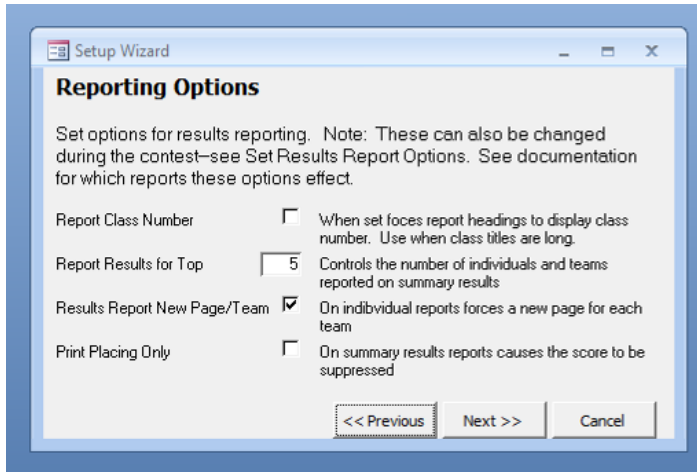 Setup Wizard
Reporting Options
Set options for results reporting.  Note:  These can also be changed
during the contest—see Set Results Report Options.  See documentation
for which reports these options effect.
Report Class Number
When set foces report headings to display class
number.  Use when class titles are long.
Report Results for Top 5
Controls the number of individuals and teams
reported on summary results
Results Report New Page/Team
On indibvidual reports forces a new page for each
team
Print Placing Only
On summary results reports causes the score to be
suppressed
<< Previous Next >> Cancel